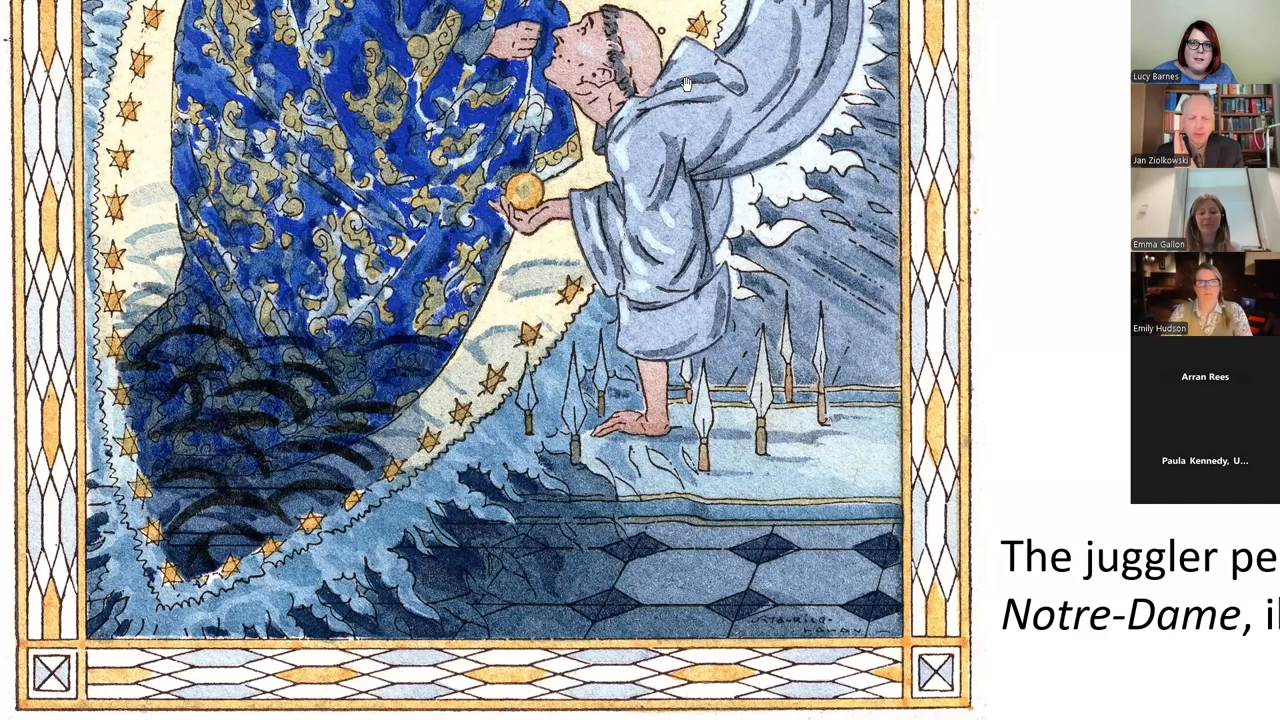 Lucy Barnes
Jan Ziolkowski
Emma Gallon
Emily Hudson
Arran Rees
Paula Kennedy, U...
The juggler pe
Notre-Dame, il